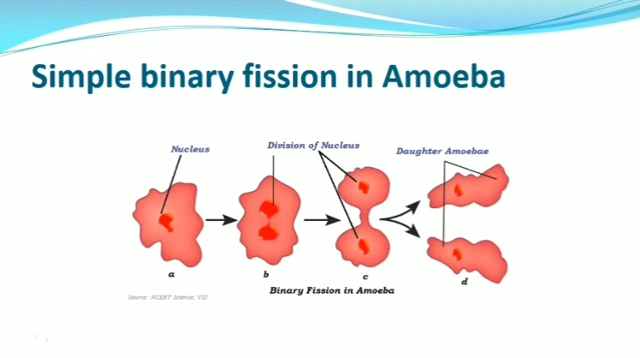 Simple binary fission in Amoeba
Nucleus
Division of Nucleus
Daughter Amoebae
a
b
c
d
Binary Fission in Amoeba
Source: NCERT Science, VIII